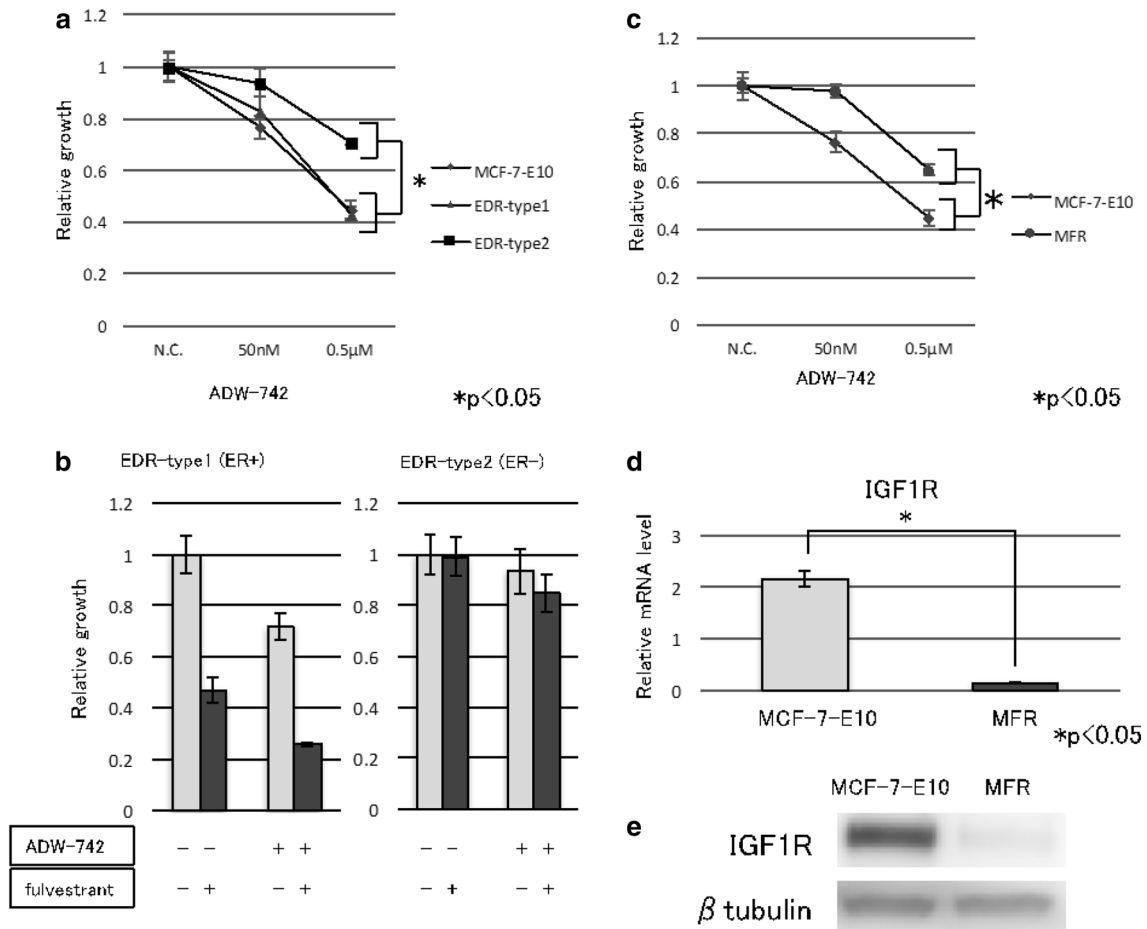 a
1.2
1
0.8
0.6
0.4
0.2
0
Relative growth
N.C.
50nM
0.5μM
ADW-742
*
MCF-7-E10
EDR-type1
EDR-type2
*p<0.05
c
1.2
1
0.8
0.6
0.4
0.2
0
Relative growth
N.C.
50nM
0.5μM
ADW-742
*
MCF-7-E10
MFR
*p<0.05
b
EDR-type1 (ER+)
1.2
1
0.8
0.6
0.4
0.2
0
Relative growth
EDR-type2 (ER-)
1.2
1
0.8
0.6
0.4
0.2
0
ADW-742 - - + + - - + +
fulvestrant - + - + - + - +
d
IGF1R
*
3
2
1
0
Relative mRNA level
MCF-7-E10 MFR
*p<0.05
e
MCF-7-E10 MFR
IGF1R
β tubulin